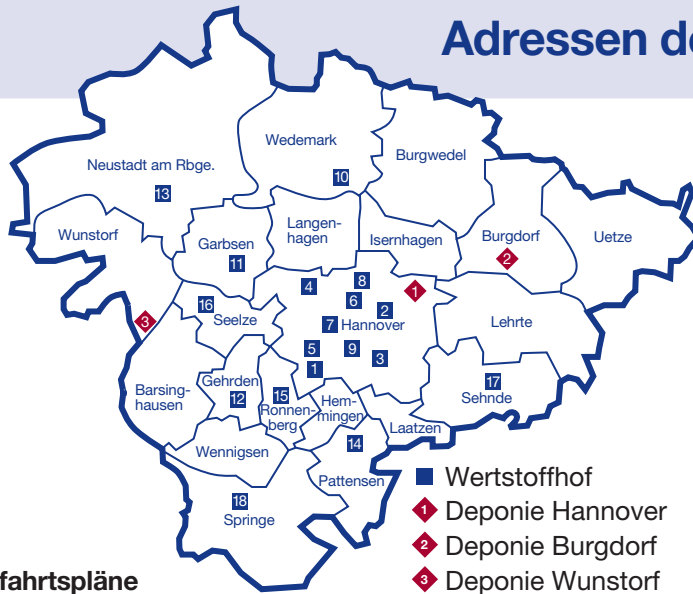 Adressen de
Wedemark
Burgwedel
Neustadt am Rbge.
10
13
Wunstorf
Garbsen
Langen-
hagen
Isernhagen
Burgdorf
Uetze
11
2
4
8
1
16
6
2
Seelze
7 Hannover
Lehrte
3
5
9
3
1
Barsing-
hausen
Gehrden
12
15
Ronnen-
berg
Hem-
mingen
17
Sehnde
Laatzen
14
Wennigsen
Pattensen
18
Springe
Wertstoffhof
1 Deponie Hannover
2 Deponie Burgdorf
3 Deponie Wunstorf
fahrtspläne